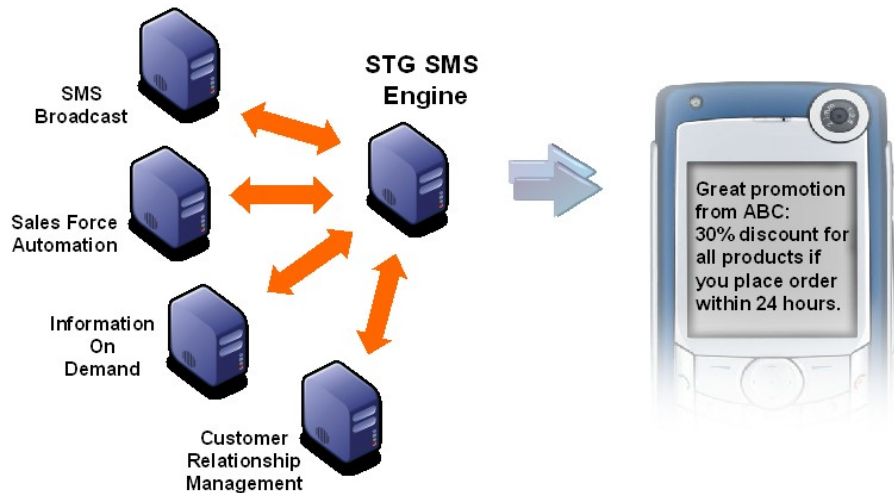 STG SMS
Engine
SMS
Broadcast
Sales Force
Automation
Information
On
Demand
Customer
Relationship
Management
Great promotion
from ABC:
30% discount for
all products if
you place order
within 24 hours.